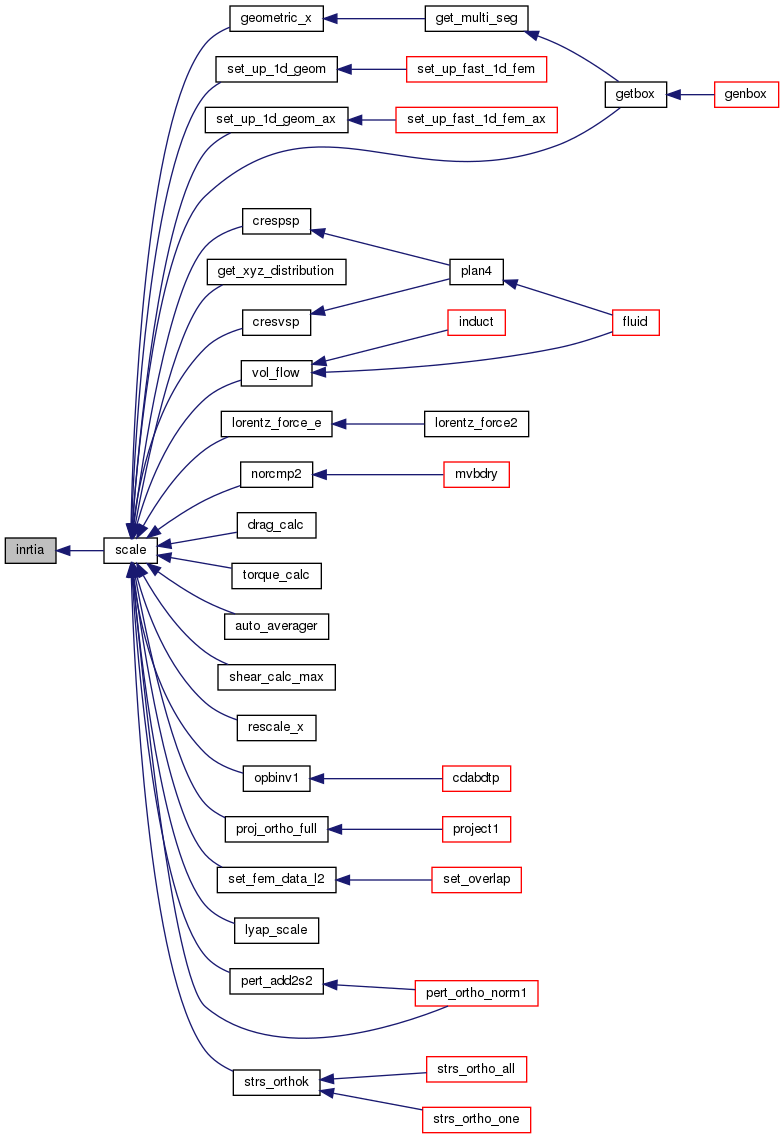 geometric_x
get_multi_seg
set_up_1d_geom
set_up_fast_1d_fem
getbox
genbox
set_up_1d_geom_ax
set_up_fast_1d_fem_ax
crespsp
get_xyz_distribution
plan4
cresvsp
induct
fluid
vol_flow
lorentz_force_e
lorentz_force2
norcmp2
mvbdry
drag_calc
inrtia
scale
torque_calc
auto_averager
shear_calc_max
rescale_x
opbinv1
cdabdtp
proj_ortho_full
project1
set_fem_data_l2
set_overlap
lyap_scale
pert_add2s2
pert_ortho_norm1
strs_orthok
strs_ortho_all
strs_ortho_one